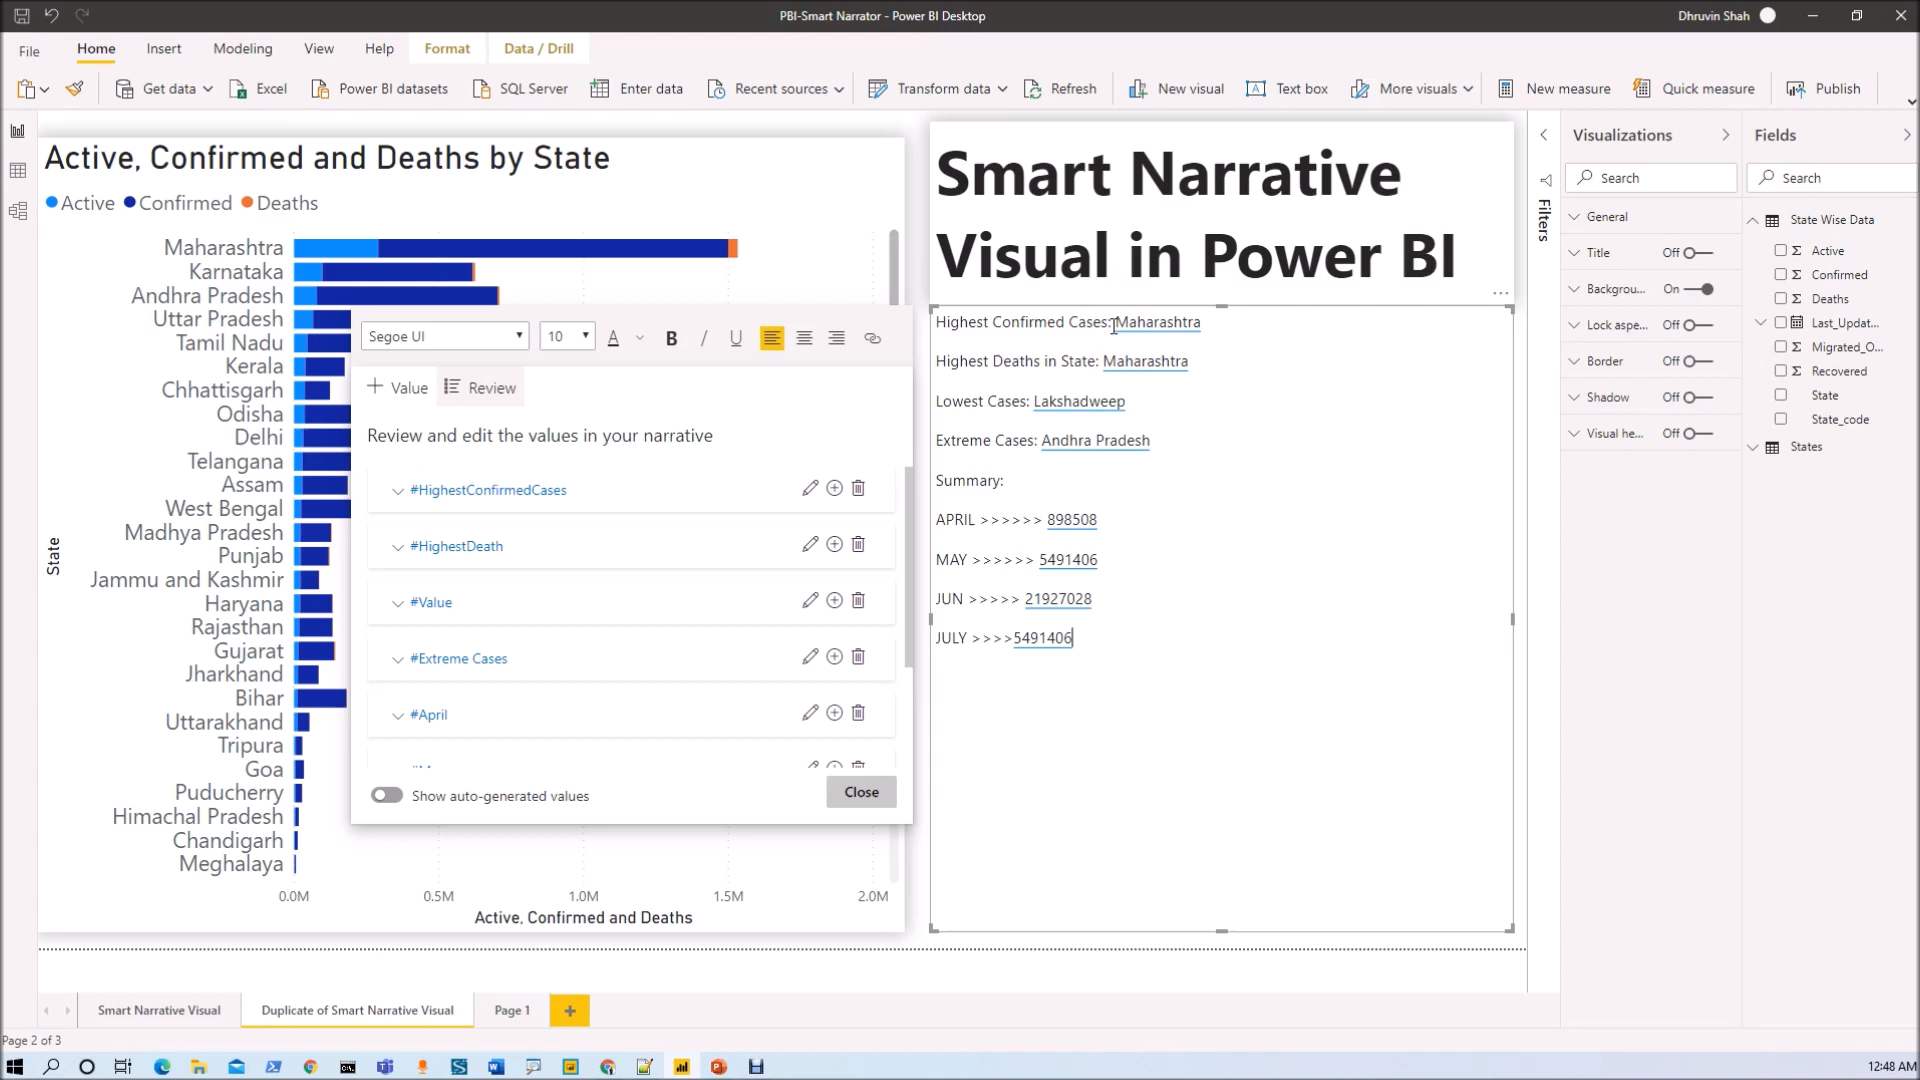 PBI-Smart Narrator - Power BI Desktop
Dhruvin Shah
File
Home
Insert
Modeling
View
Help
Format
Data / Drill
Get data
Excel
Power BI datasets
SQL Server
Enter data
Recent sources
Transform data
Refresh
New visual
Text box
More visuals
New measure
Quick measure
Publish
Active, Confirmed and Deaths by State
Active
Confirmed
Deaths
Maharashtra
Karnataka
Andhra Pradesh
Uttar Pradesh
Tamil Nadu
Kerala
Chhattisgarh
Odisha
Delhi
Telangana
Assam
West Bengal
Madhya Pradesh
Punjab
Jammu and Kashmir
Haryana
Rajasthan
Gujarat
Jharkhand
Bihar
Uttarakhand
Tripura
Goa
Puducherry
Himachal Pradesh
Chandigarh
Meghalaya
State
0.0M
0.5M
1.0M
1.5M
2.0M
Active, Confirmed and Deaths
Segoe UI
10
A
B
I
U
Value
Review
Review and edit the values in your narrative
#HighestConfirmedCases
#HighestDeath
#Value
#Extreme Cases
#April
Show auto-generated values
Close
Smart Narrative
Visual in Power BI
Highest Confirmed Cases: Maharashtra
Highest Deaths in State: Maharashtra
Lowest Cases: Lakshadweep
Extreme Cases: Andhra Pradesh
Summary:
APRIL >>>>>> 898508
MAY >>>>>> 5491406
JUN >>>>> 21927028
JULY >>>>5491406
Filters
Visualizations
Search
General
Title Off
Backgrou... On
Lock aspe... Off
Border Off
Shadow Off
Visual he... Off
Fields
Search
State Wise Data
Active
Confirmed
Deaths
Last_Updat...
Migrated_O...
Recovered
State
State_code
States
Smart Narrative Visual
Duplicate of Smart Narrative Visual
Page 1
Page 2 of 3
12:48 AM